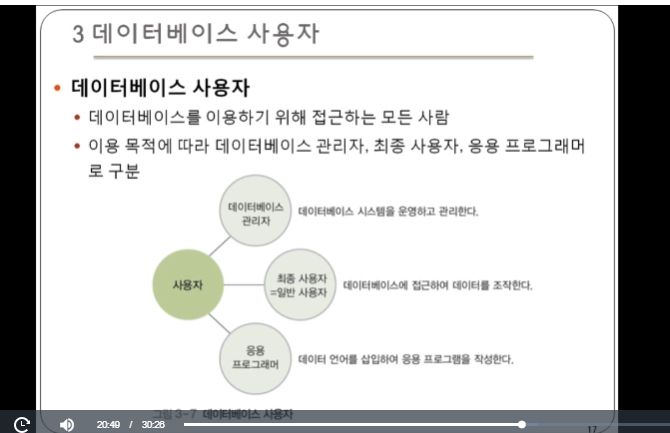 3 데이터베이스 사용자
• 데이터베이스 사용자
• 데이터베이스를 이용하기 위해 접근하는 모든 사람
• 이용 목적에 따라 데이터베이스 관리자, 최종 사용자, 응용 프로그래머
로 구분
데이터베이스
관리자
데이터베이스 시스템을 운영하고 관리한다.
사용자
최종 사용자
=일반 사용자
데이터베이스에 접근하여 데이터를 조작한다.
응용
프로그래머
데이터 언어를 삽입하여 응용 프로그램을 작성한다.
그림 3-7 데이터베이스 사용자
17
20:49 / 30:26